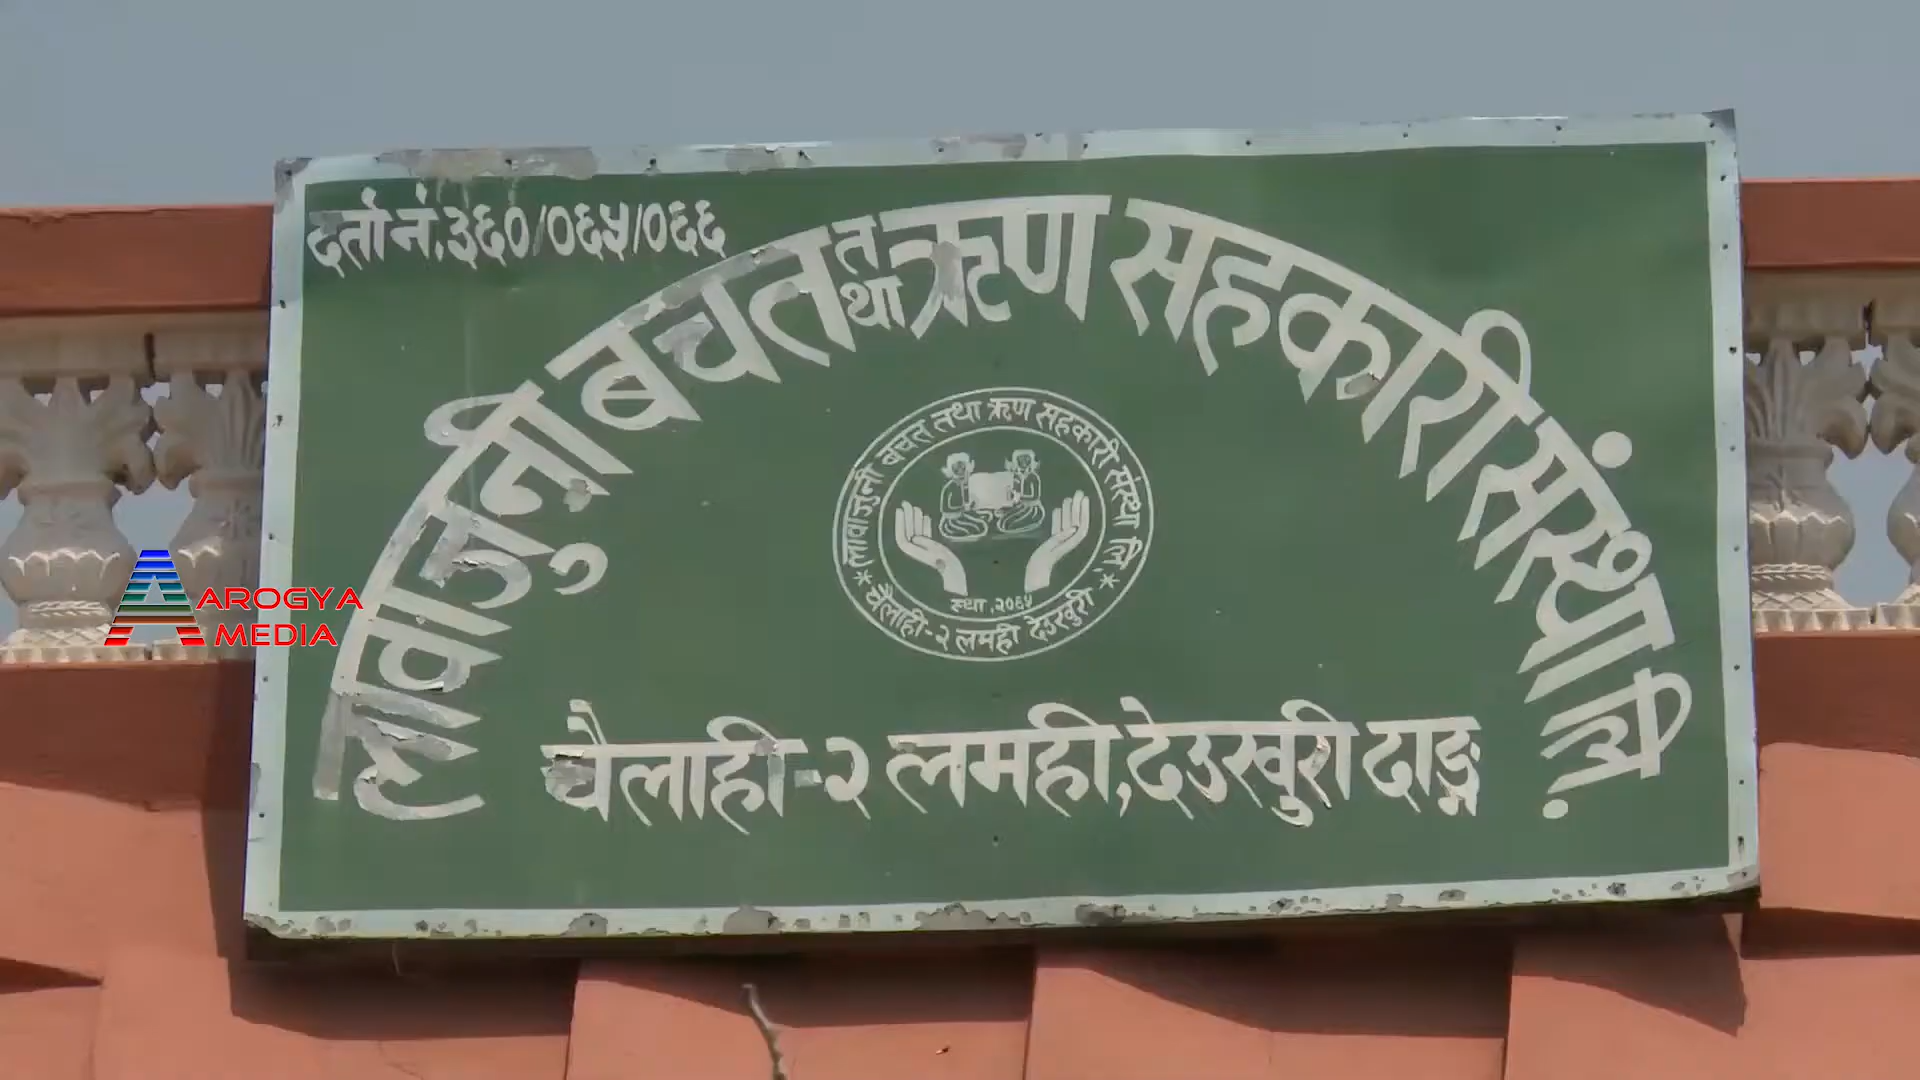 दर्ता नं. ३६०/०६५/०६६
लावाजुनी बचत तथा ऋण सहकारी संस्था लि.
लावाजुनी बचत तथा ऋण सहकारी संस्था लि.
स्था. २०६५
* चैलाही-२ लमही देउखुरी *
चैलाही-२ लमही, देउखुरी दाङ्ग
AROGYA
MEDIA